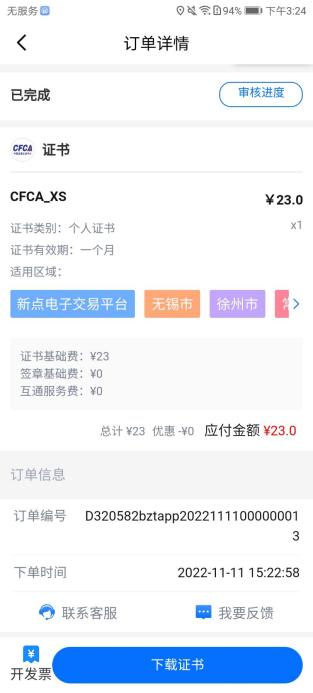 无服务
94% 下午3:24
订单详情
已完成
审核进度
CFCA 证书
CFCA_XS ¥23.0
证书类别：个人证书 x1
证书有效期：一个月
适用区域：
新点电子交易平台 无锡市 徐州市
证书基础费：¥23
签章基础费：¥0
互通服务费：¥0
总计 ¥23 优惠 -¥0 应付金额 ¥23.0
订单信息
订单编号 D320582bztapp2022111100000001
3
下单时间 2022-11-11 15:22:58
联系客服 我要反馈
开发票 下载证书